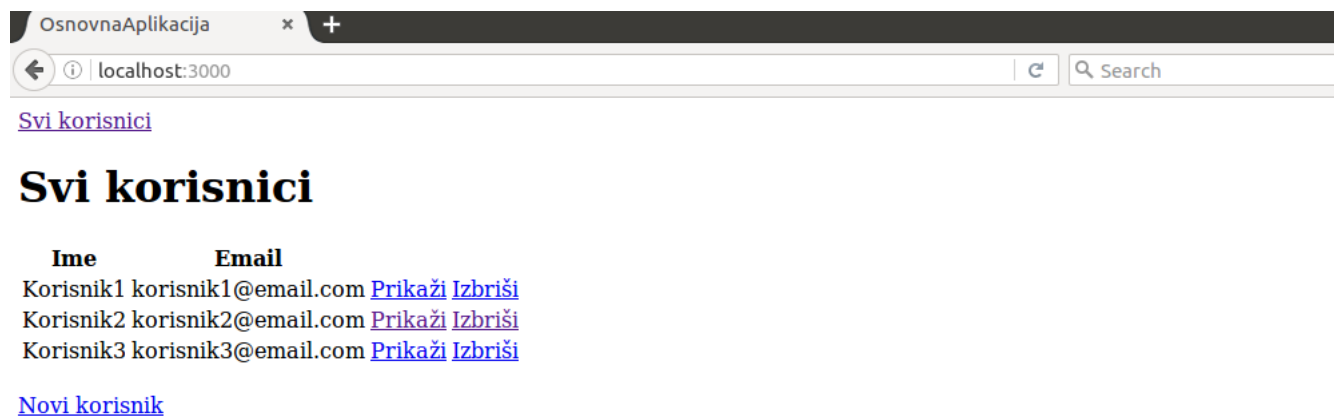 OsnovnaAplikacija × +
localhost:3000 Search
Svi korisnici
Svi korisnici
Ime Email
Korisnik1 korisnik1@email.com Prikaži Izbriši
Korisnik2 korisnik2@email.com Prikaži Izbriši
Korisnik3 korisnik3@email.com Prikaži Izbriši
Novi korisnik